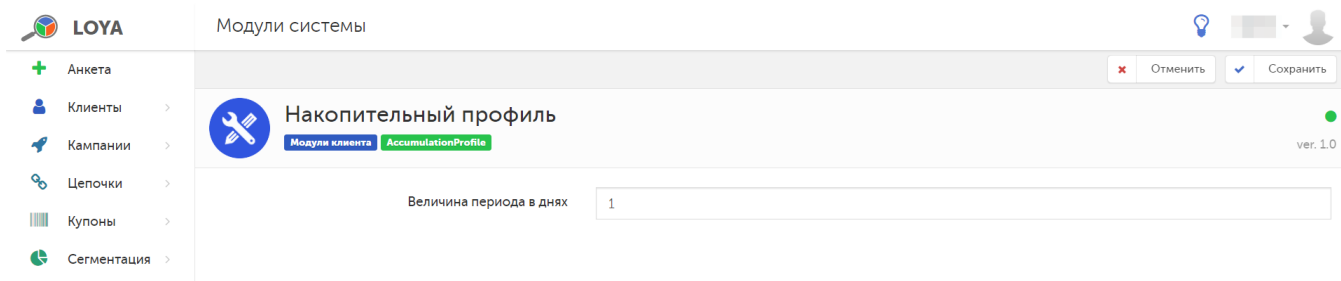 LOYA
Модули системы
Анкета
Отменить
Сохранить
Клиенты
Накопительный профиль
Модули клиента AccumulationProfile
Кампании
ver. 1.0
Цепочки
Величина периода в днях
1
Купоны
Сегментация